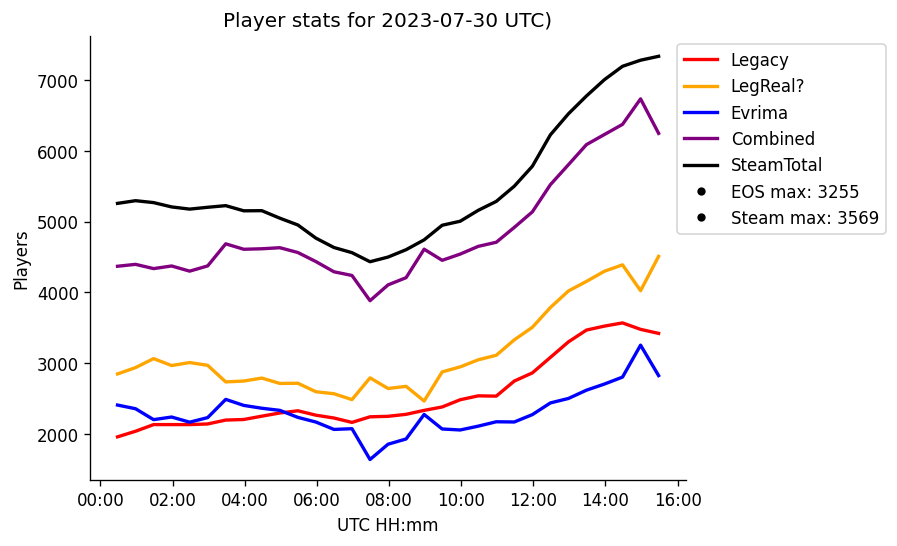 Player stats for 2023-07-30 UTC)
Legacy
LegReal?
Evrima
Combined
SteamTotal
EOS max: 3255
Steam max: 3569
Players
7000
6000
5000
4000
3000
2000
00:00 02:00 04:00 06:00 08:00 10:00 12:00 14:00 16:00
UTC HH:mm